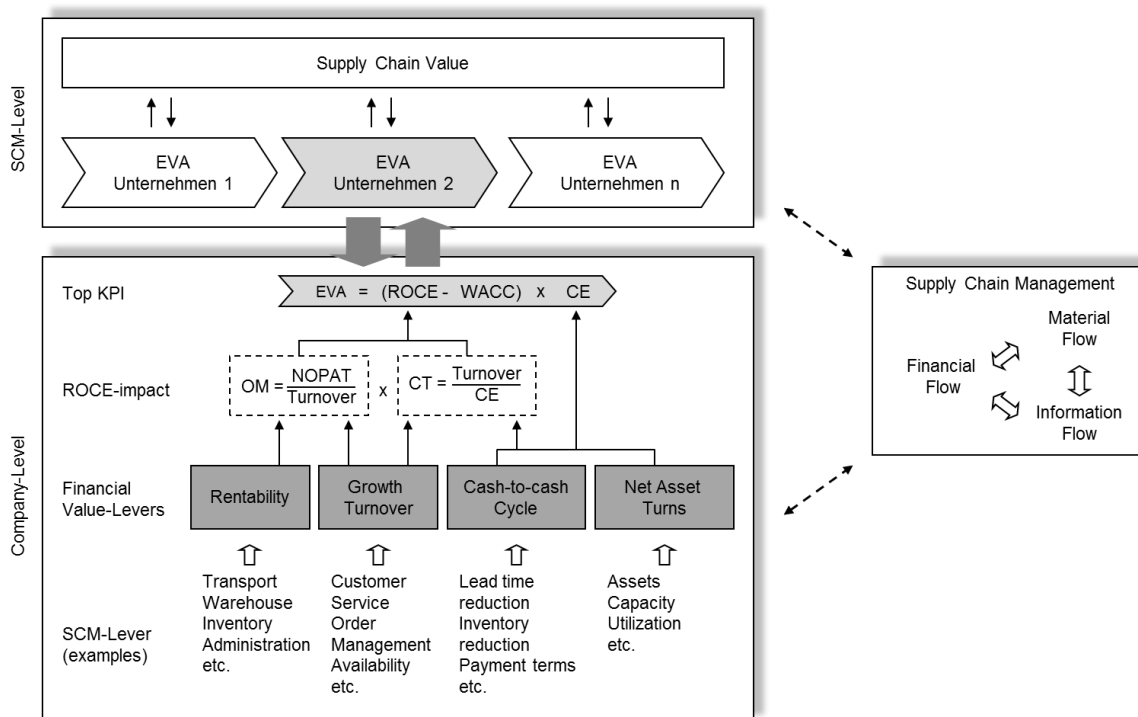 SCM-Level
Supply Chain Value
EVA
Unternehmen 1
EVA
Unternehmen 2
EVA
Unternehmen n
Company-Level
Top KPI
EVA = (ROCE - WACC) x CE
ROCE-impact
OM = NOPAT
Turnover
x
CT = Turnover
CE
Financial
Value-Levers
Rentability
Growth
Turnover
Cash-to-cash
Cycle
Net Asset
Turns
SCM-Lever
(examples)
Transport
Warehouse
Inventory
Administration
etc.
Customer
Service
Order
Management
Availability
etc.
Lead time
reduction
Inventory
reduction
Payment terms
etc.
Assets
Capacity
Utilization
etc.
Supply Chain Management
Material
Flow
Financial
Flow
Information
Flow